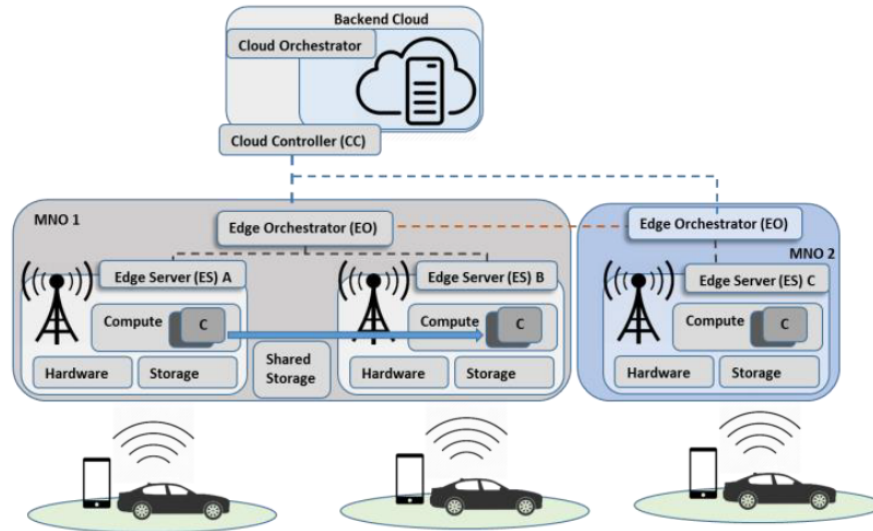 Backend Cloud
Cloud Orchestrator
Cloud Controller (CC)
MNO 1
Edge Orchestrator (EO)
Edge Orchestrator (EO)
MNO 2
Edge Server (ES) A
Edge Server (ES) B
Edge Server (ES) C
Compute
C
Compute
C
Compute
C
Hardware
Storage
Shared
Storage
Hardware
Storage
Hardware
Storage